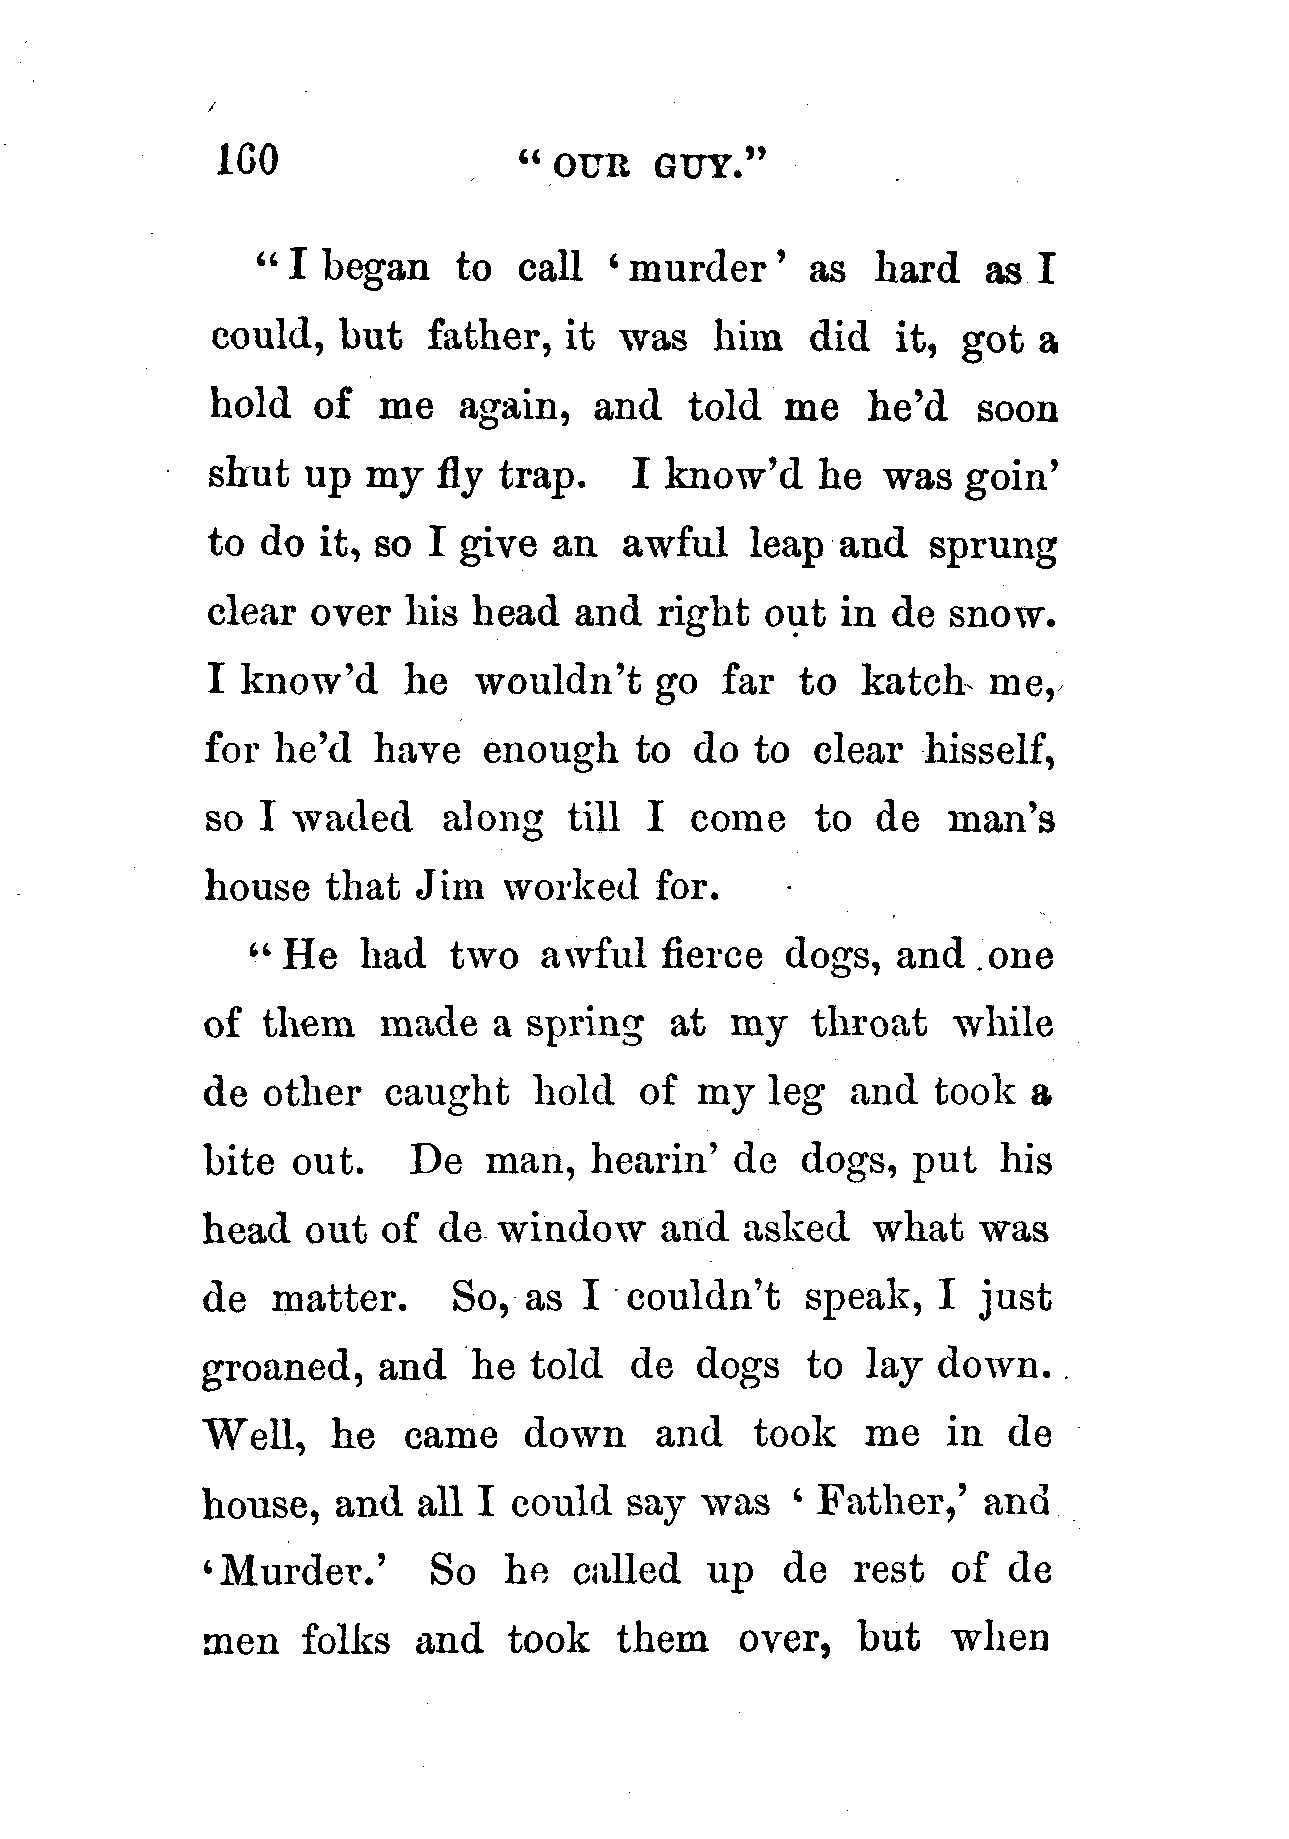 160 “ OUR GUY.”
“ I began to call ‘ murder ’ as hard as I
could, but father, it was him did it, got a
hold of me again, and told me he’d soon
shut up my fly trap. I know’d he was goin’
to do it, so I give an awful leap and sprung
clear over his head and right out in de snow.
I know’d he wouldn’t go far to katch me,
for he’d have enough to do to clear hisself,
so I waded along till I come to de man’s
house that Jim worked for.
“ He had two awful fierce dogs, and one
of them made a spring at my throat while
de other caught hold of my leg and took a
bite out. De man, hearin’ de dogs, put his
head out of de window and asked what was
de matter. So, as I couldn’t speak, I just
groaned, and he told de dogs to lay down.
Well, he came down and took me in de
house, and all I could say was ‘ Father,’ and
‘Murder.’ So he called up de rest of de
men folks and took them over, but when